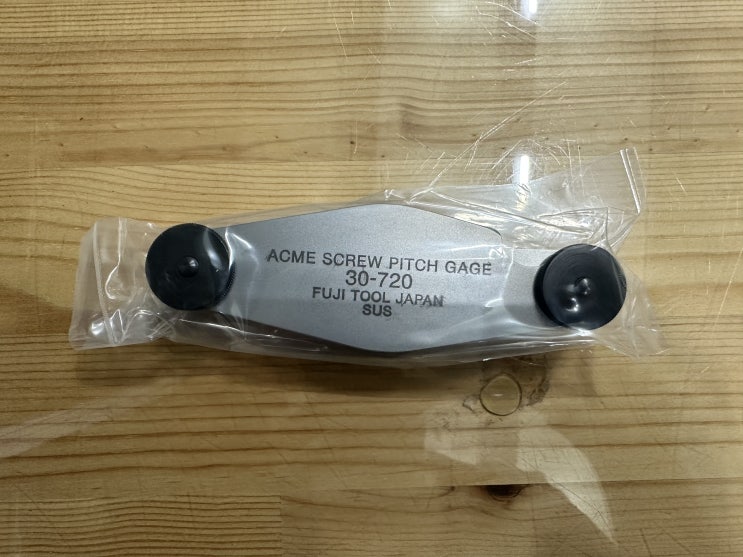 ACME SCREW PITCH GAGE
30-720
FUJI TOOL JAPAN
SUS